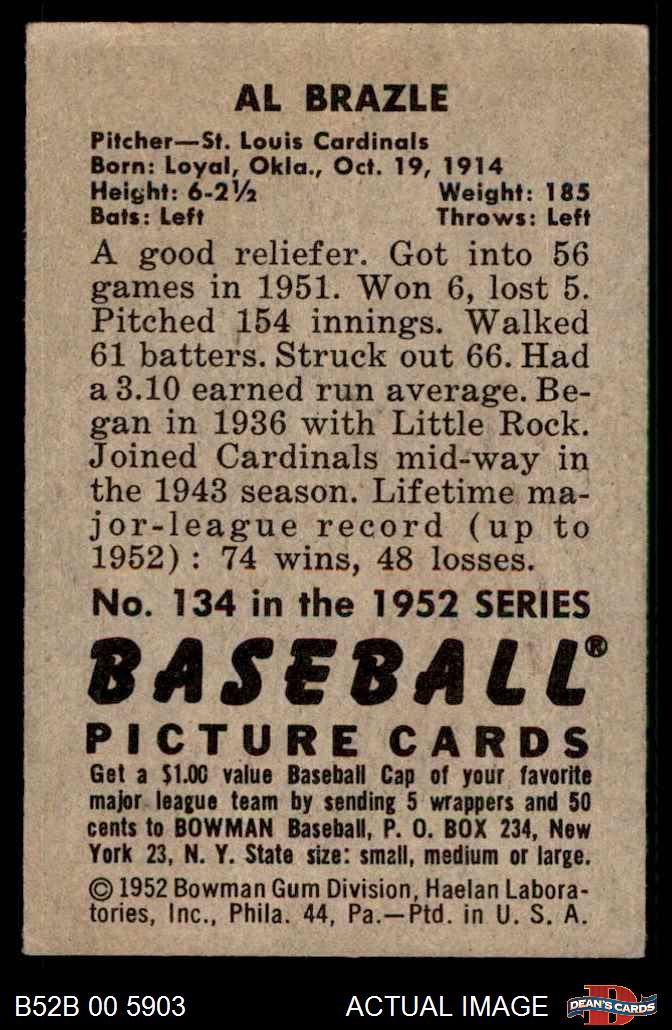 AL BRAZLE
Pitcher—St. Louis Cardinals
Born: Loyal, Okla., Oct. 19, 1914
Height: 6-2½ Weight: 185
Bats: Left Throws: Left
A good reliefer. Got into 56
games in 1951. Won 6, lost 5.
Pitched 154 innings. Walked
61 batters. Struck out 66. Had
a 3.10 earned run average. Be-
gan in 1936 with Little Rock.
Joined Cardinals mid-way in
the 1943 season. Lifetime ma-
jor-league record (up to
1952): 74 wins, 48 losses.
No. 134 in the 1952 SERIES
BASEBALL®
PICTURE CARDS
Get a $1.00 value Baseball Cap of your favorite
major league team by sending 5 wrappers and 50
cents to BOWMAN Baseball, P. O. BOX 234, New
York 23, N. Y. State size: small, medium or large.
© 1952 Bowman Gum Division, Haelan Labora-
tories, Inc., Phila. 44, Pa.—Ptd. in U. S. A.
B52B 00 5903 ACTUAL IMAGE D DEAN'S CARDS